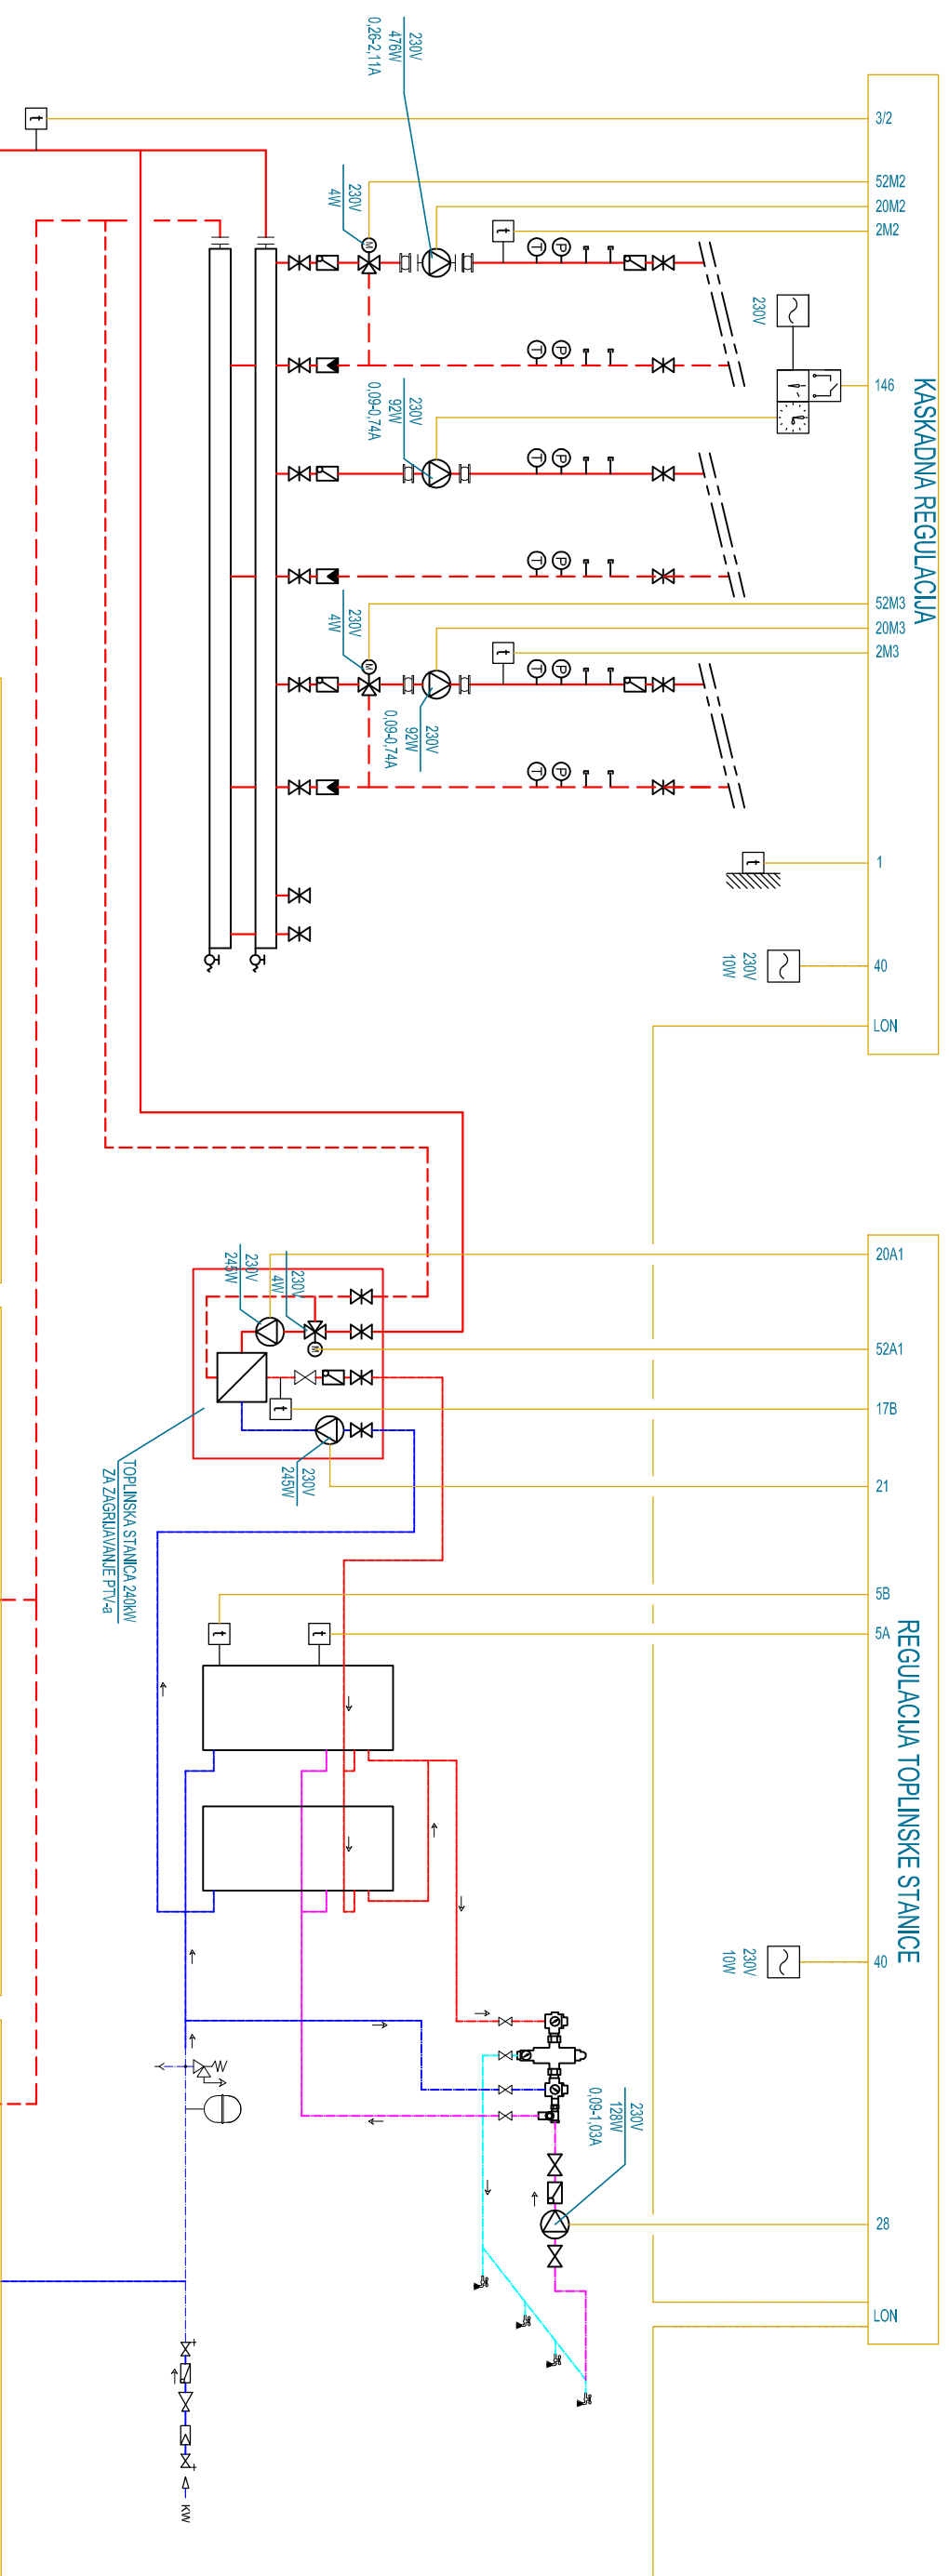 KASKADNA REGULACIJA
3/2
52M2
20M2
2M2
146
52M3
20M3
2M3
1
40
LON
230V
476W
0,26-2,11A
230V
4W
t
M
t
T
P
T
P
230V
230V
92W
0,09-0,74A
T
P
T
P
230V
4W
M
t
230V
92W
0,09-0,74A
T
P
T
P
t
230V
10W
REGULACIJA TOPLINSKE STANICE
20A1
52A1
17B
21
5B
5A
40
28
LON
230V
245W
230V
4W
M
t
230V
245W
TOPLINSKA STANICA 240kW
ZA ZAGRIJAVANJE PTV-a
t
t
230V
10W
230V
128W
0,09-1,03A
KW